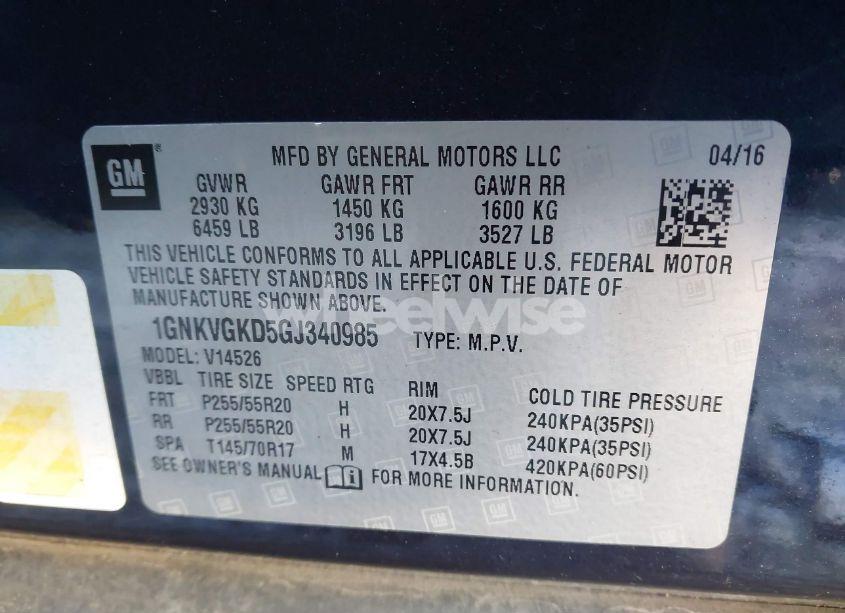 GM ® MFD BY GENERAL MOTORS LLC 04/16
GVWR GAWR FRT GAWR RR
2930 KG 1450 KG 1600 KG
6459 LB 3196 LB 3527 LB
THIS VEHICLE CONFORMS TO ALL APPLICABLE U.S. FEDERAL MOTOR
VEHICLE SAFETY STANDARDS IN EFFECT ON THE DATE OF
MANUFACTURE SHOWN ABOVE.
wheelwise
1GNKVGKD5GJ340985 TYPE: M.P.V.
MODEL: V14526
VBBL TIRE SIZE SPEED RTG RIM COLD TIRE PRESSURE
FRT P255/55R20 H 20X7.5J 240KPA(35PSI)
RR P255/55R20 H 20X7.5J 240KPA(35PSI)
SPA T145/70R17 M 17X4.5B 420KPA(60PSI)
SEE OWNER'S MANUAL FOR MORE INFORMATION.